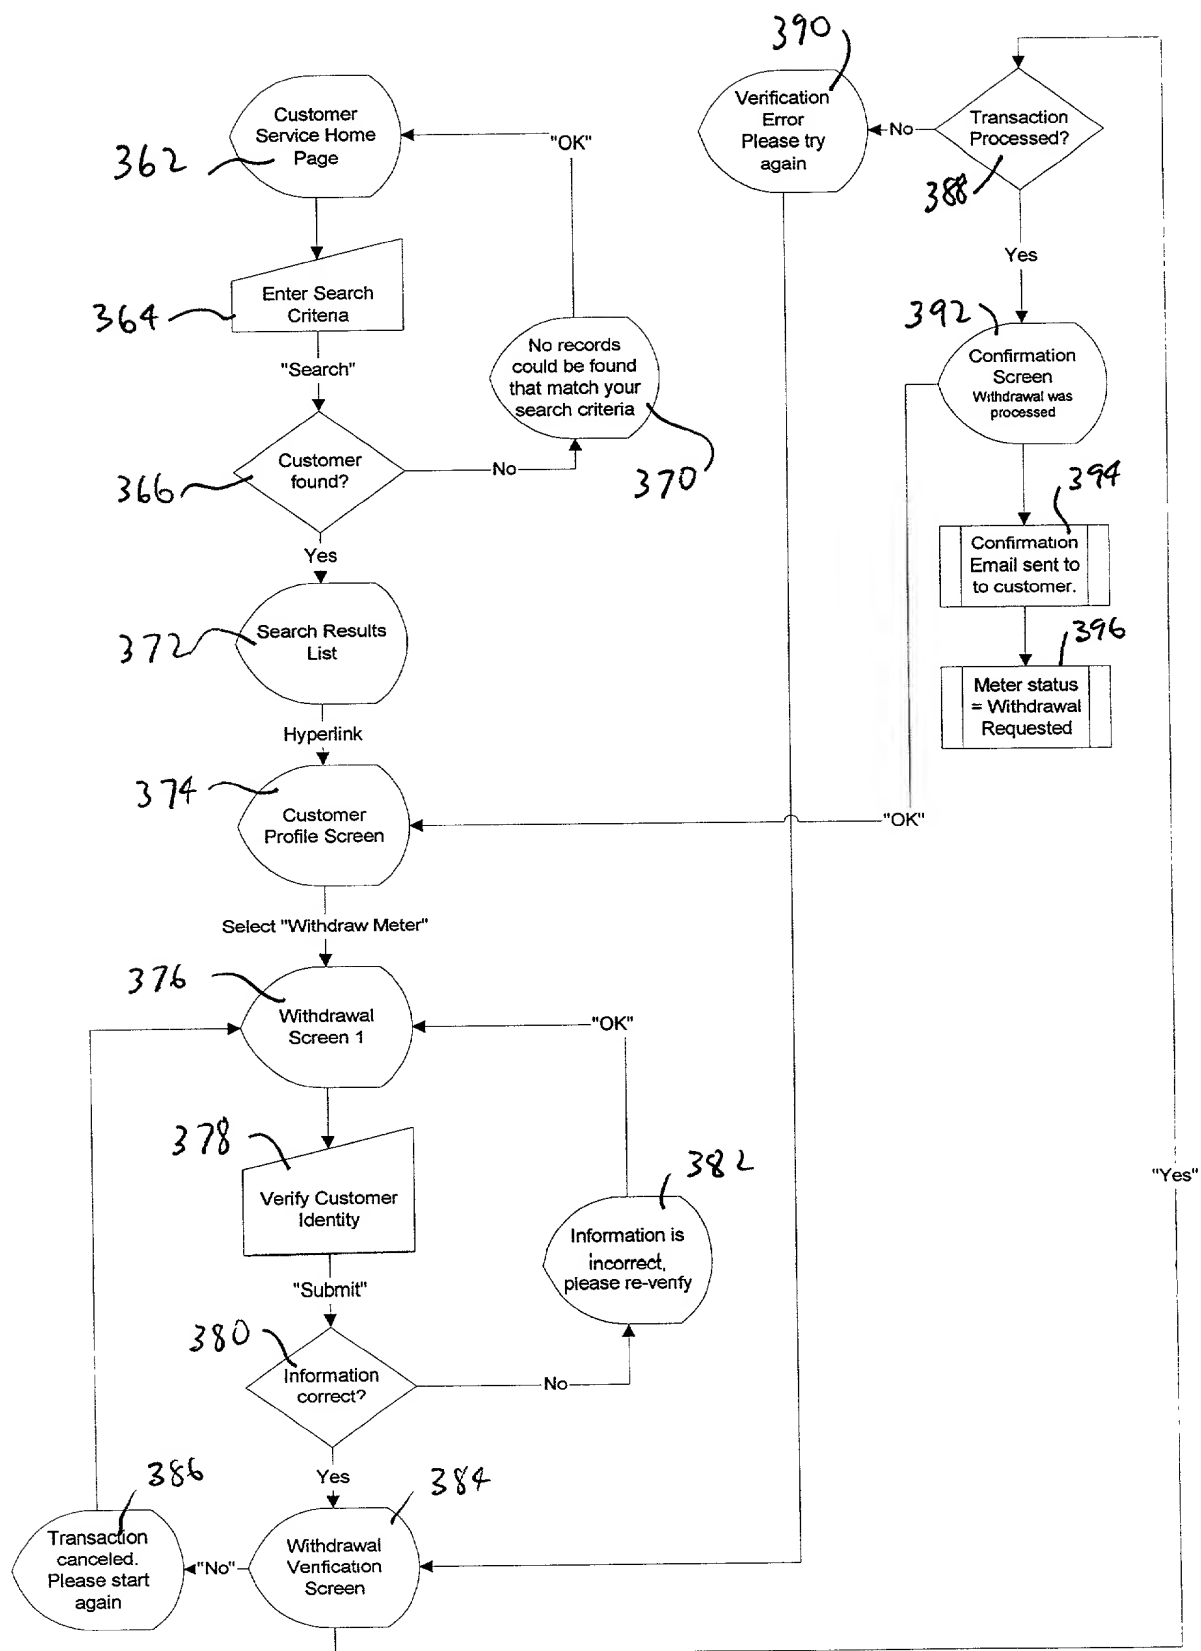 390
Verification
Error
Please try
again
No
Transaction
Processed?
388
Yes
392
Confirmation
Screen
Withdrawal was
processed
394
Confirmation
Email sent to
to customer.
396
Meter status
= Withdrawal
Requested
"OK"
Customer
Service Home
Page
362
"OK"
Enter Search
Criteria
364
"Search"
No records
could be found
that match your
search criteria
370
Customer
found?
366
No
Yes
Search Results
List
372
Hyperlink
374
Customer
Profile Screen
Select "Withdraw Meter"
376
Withdrawal
Screen 1
"OK"
378
Verify Customer
Identity
382
Information is
incorrect,
please re-verify
"Submit"
380
Information
correct?
No
Yes
384
386
Transaction
canceled.
Please start
again
"No"
Withdrawal
Verification
Screen
"Yes"